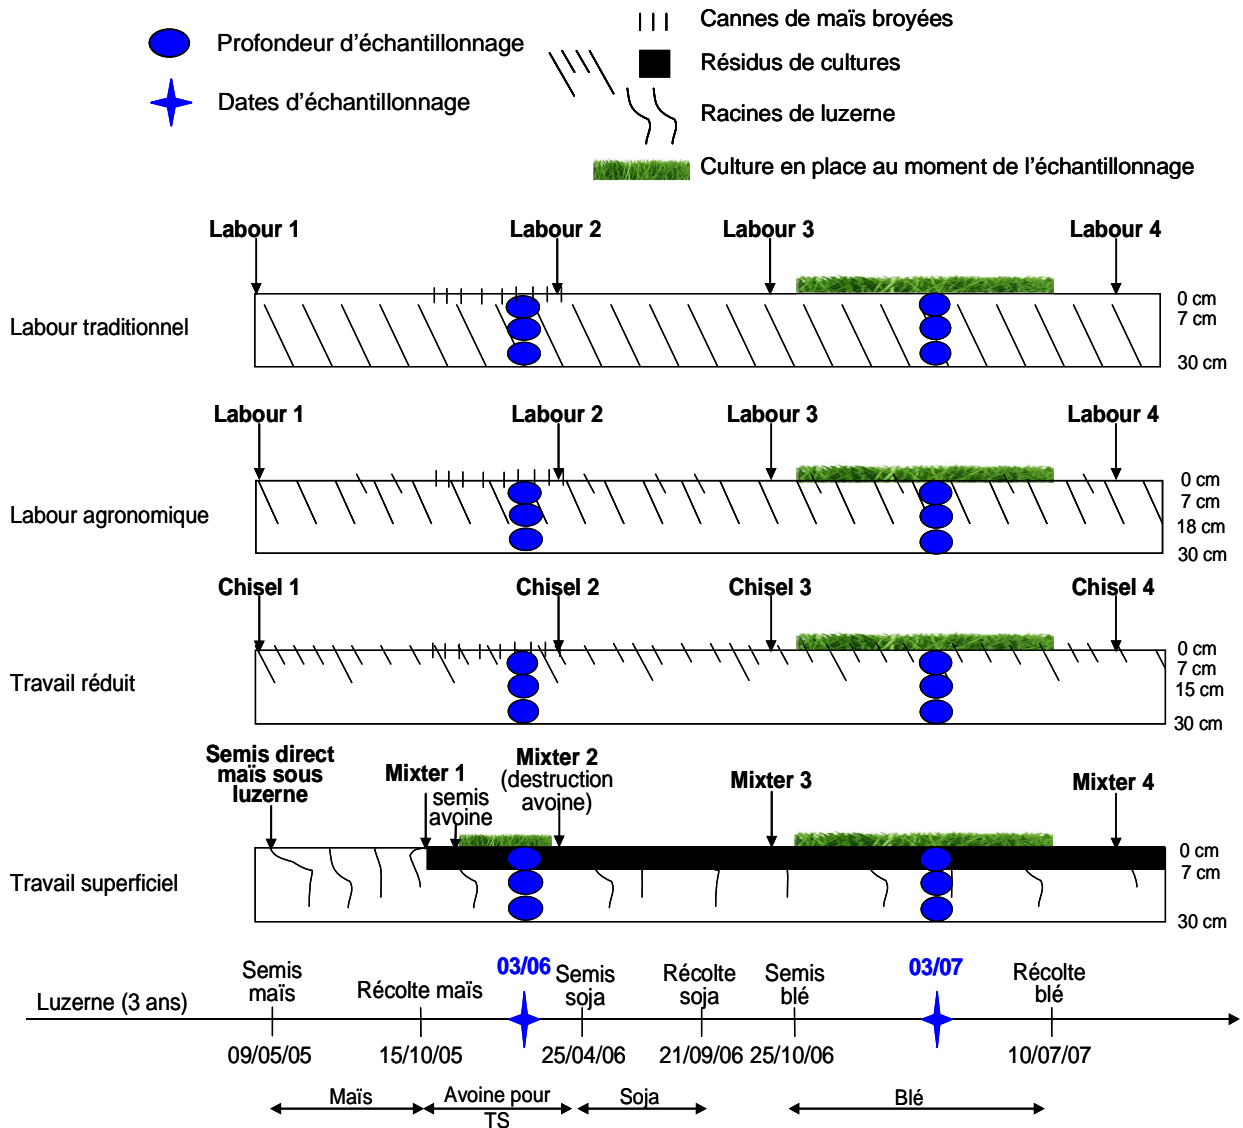 Profondeur d'échantillonnage
Dates d'échantillonnage
Cannes de maïs broyées
Résidus de cultures
Racines de luzerne
Culture en place au moment de l'échantillonnage
Labour 1
Labour 2
Labour 3
Labour 4
Labour traditionnel
0 cm
7 cm
30 cm
Labour 1
Labour 2
Labour 3
Labour 4
Labour agronomique
0 cm
7 cm
18 cm
30 cm
Chisel 1
Chisel 2
Chisel 3
Chisel 4
Travail réduit
0 cm
7 cm
15 cm
30 cm
Semis direct
maïs sous
luzerne
Mixter 1
semis
avoine
Mixter 2
(destruction
avoine)
Mixter 3
Mixter 4
Travail superficiel
0 cm
7 cm
30 cm
Luzerne (3 ans)
Semis
maïs
Récolte maïs
03/06
Semis
soja
Récolte
soja
Semis
blé
03/07
Récolte
blé
09/05/05
15/10/05
25/04/06
21/09/06
25/10/06
10/07/07
Maïs
Avoine pour
TS
Soja
Blé